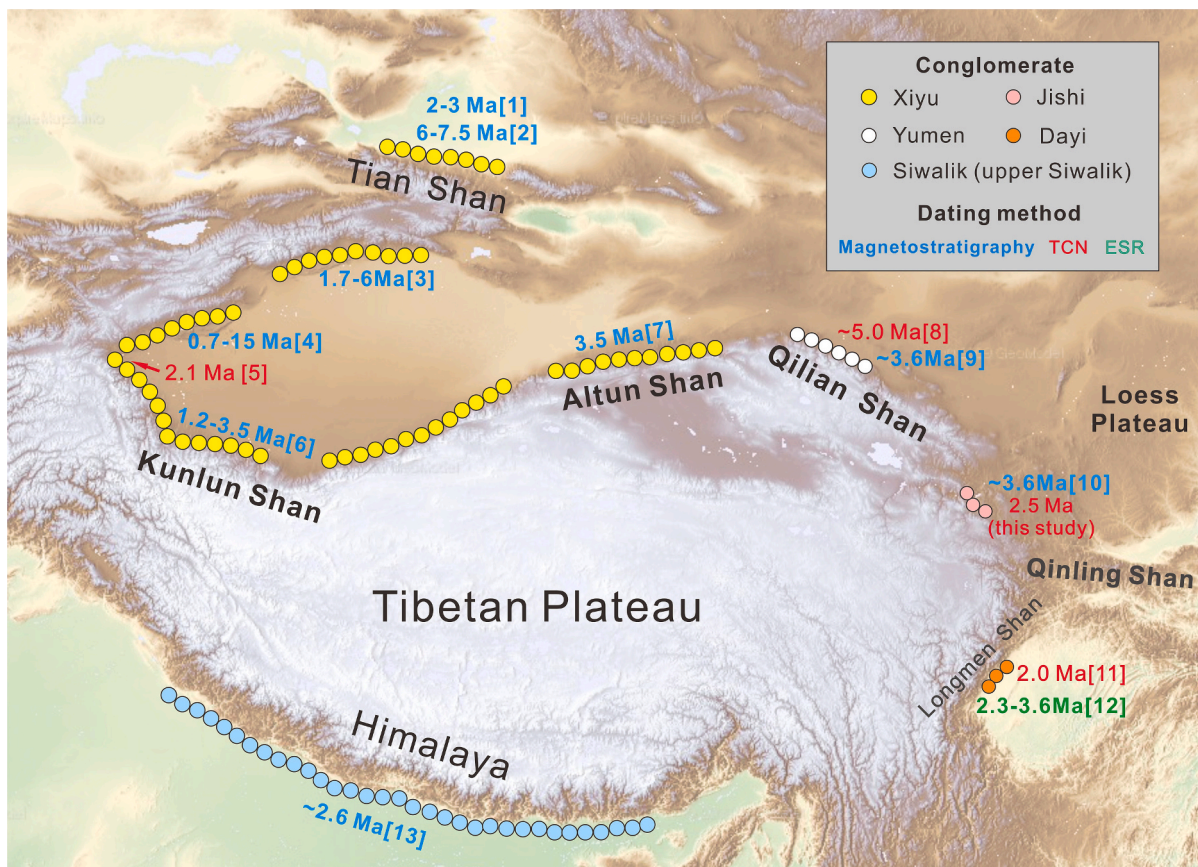 Conglomerate
Xiyu
Jishi
Yumen
Dayi
Siwalik (upper Siwalik)
Dating method
Magnetostratigraphy TCN ESR
2-3 Ma[1]
6-7.5 Ma[2]
Tian Shan
1.7-6Ma[3]
0.7-15 Ma[4]
2.1 Ma [5]
1.2-3.5 Ma[6]
Kunlun Shan
3.5 Ma[7]
Altun Shan
~5.0 Ma[8]
~3.6Ma[9]
Qilian Shan
Loess
Plateau
~3.6Ma[10]
2.5 Ma
(this study)
Qinling Shan
Tibetan Plateau
Longmen Shan
2.0 Ma[11]
2.3-3.6Ma[12]
Himalaya
~2.6 Ma[13]